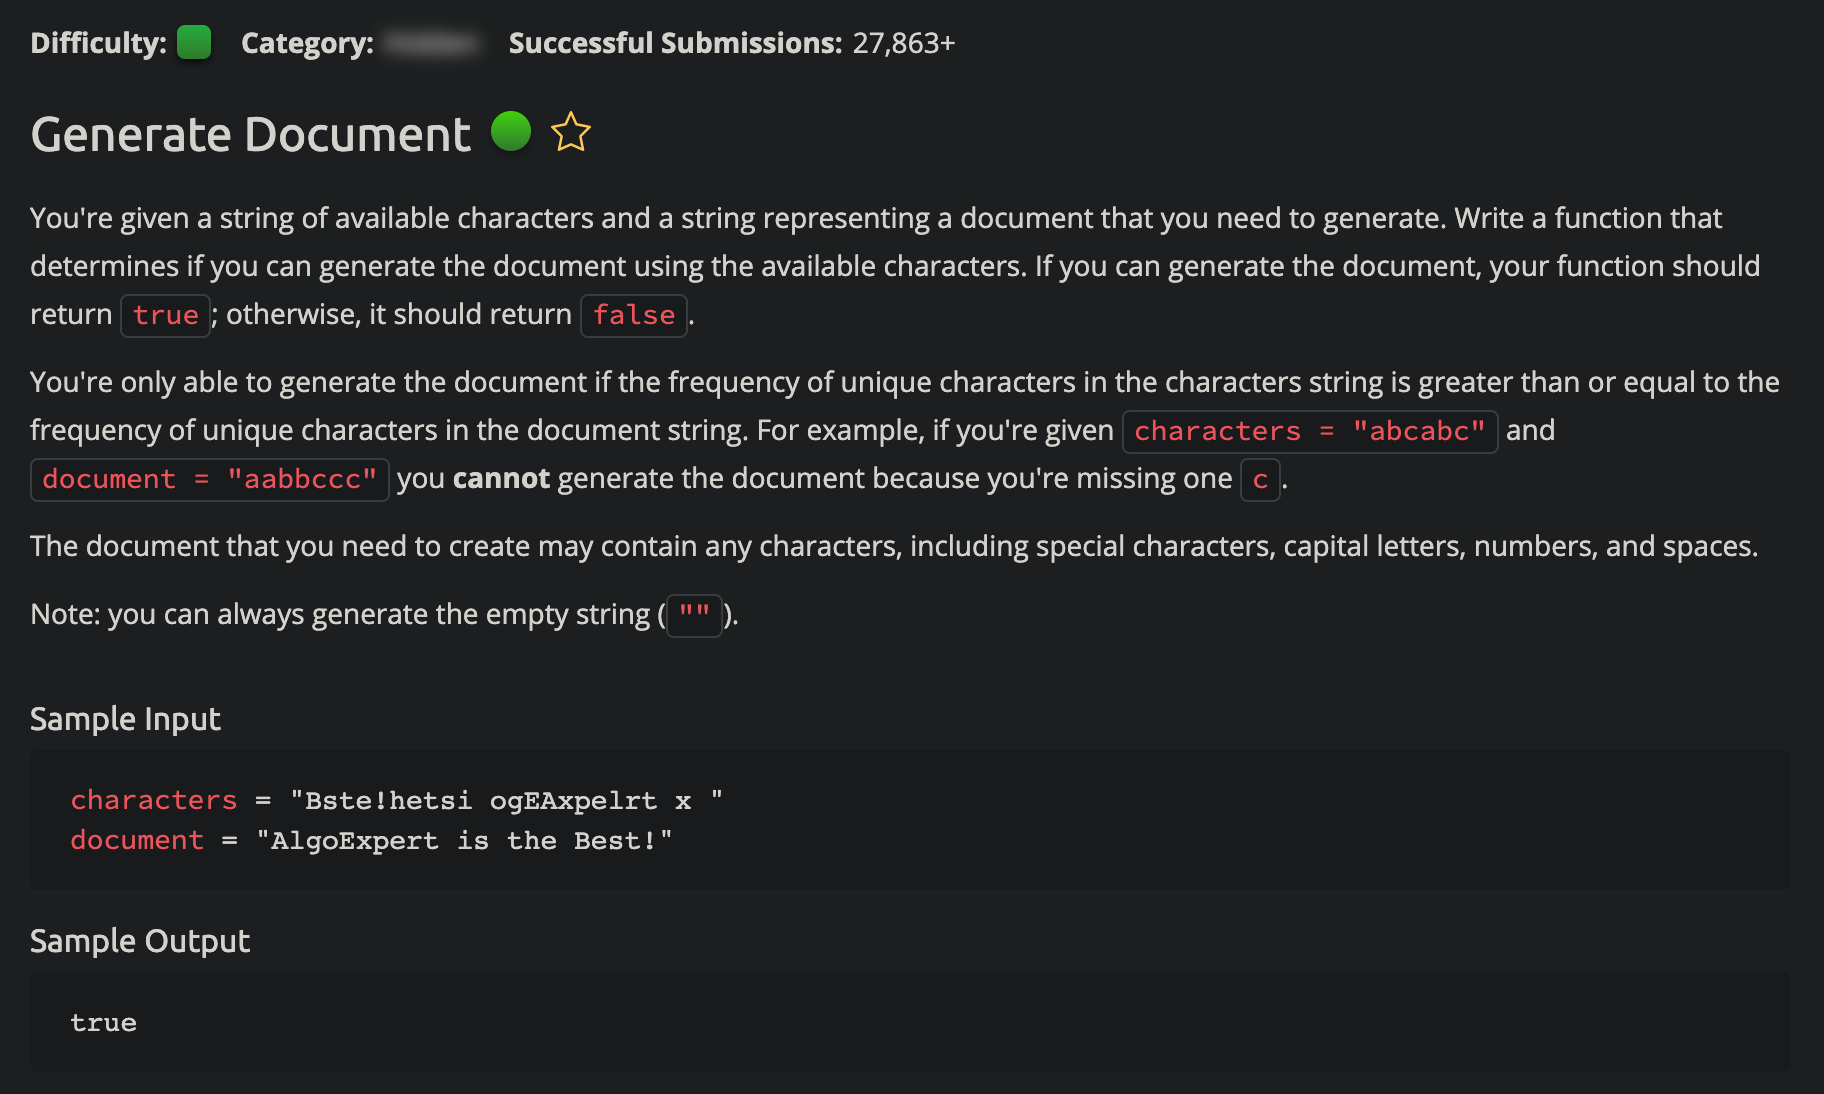 Difficulty: Category: Successful Submissions: 27,863+
Generate Document
You're given a string of available characters and a string representing a document that you need to generate. Write a function that
determines if you can generate the document using the available characters. If you can generate the document, your function should
return true; otherwise, it should return false.
You're only able to generate the document if the frequency of unique characters in the characters string is greater than or equal to the
frequency of unique characters in the document string. For example, if you're given characters = "abcabc" and
document = "aabbccc" you cannot generate the document because you're missing one c.
The document that you need to create may contain any characters, including special characters, capital letters, numbers, and spaces.
Note: you can always generate the empty string ("").
Sample Input
characters = "Bste!hetsi ogEAxpelrt x "
document = "AlgoExpert is the Best!"
Sample Output
true